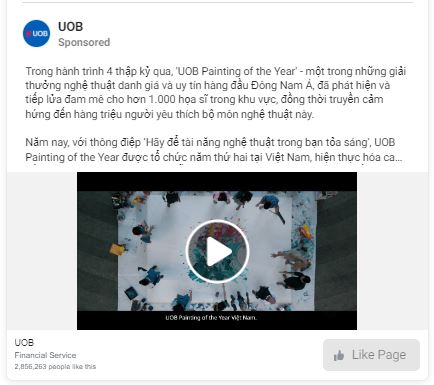 UOB
UOB
Sponsored
Trong hành trình 4 thập kỷ qua, 'UOB Painting of the Year' - một trong những giải
thưởng nghệ thuật danh giá và uy tín hàng đầu Đông Nam Á, đã phát hiện và
tiếp lửa đam mê cho hơn 1.000 họa sĩ trong khu vực, đồng thời truyền cảm
hứng đến hàng triệu người yêu thích bộ môn nghệ thuật này.
Năm nay, với thông điệp 'Hãy để tài năng nghệ thuật trong bạn tỏa sáng', UOB
Painting of the Year được tổ chức năm thứ hai tại Việt Nam, hiện thực hóa ca...
UOB Painting of the Year Việt Nam.
UOB
Financial Service
2,856,263 people like this
Like Page